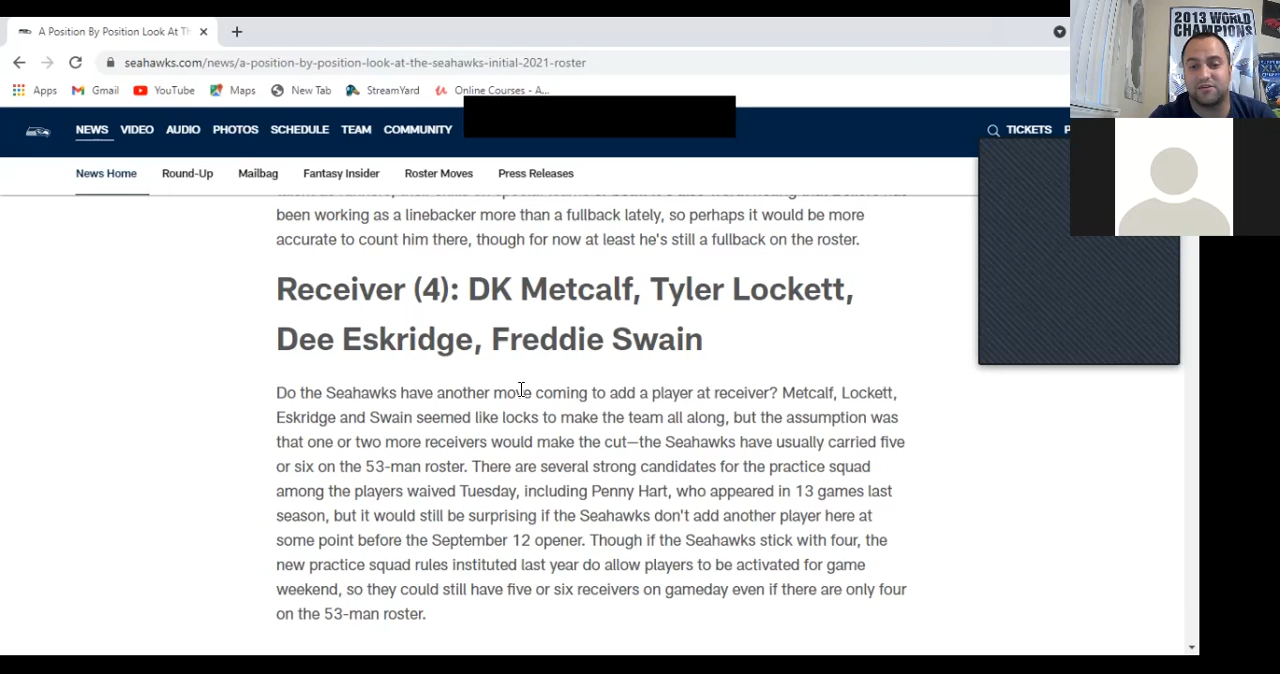 A Position By Position Look At Th
seahawks.com/news/a-position-by-position-look-at-the-seahawks-initial-2021-roster
Apps Gmail YouTube Maps New Tab StreamYard Online Courses - A...
2013 WORLD
CHAMPIONS
NEWS VIDEO AUDIO PHOTOS SCHEDULE TEAM COMMUNITY TICKETS P
News Home Round-Up Mailbag Fantasy Insider Roster Moves Press Releases
been working as a linebacker more than a fullback lately, so perhaps it would be more
accurate to count him there, though for now at least he's still a fullback on the roster.
Receiver (4): DK Metcalf, Tyler Lockett,
Dee Eskridge, Freddie Swain
Do the Seahawks have another move coming to add a player at receiver? Metcalf, Lockett,
Eskridge and Swain seemed like locks to make the team all along, but the assumption was
that one or two more receivers would make the cut—the Seahawks have usually carried five
or six on the 53-man roster. There are several strong candidates for the practice squad
among the players waived Tuesday, including Penny Hart, who appeared in 13 games last
season, but it would still be surprising if the Seahawks don't add another player here at
some point before the September 12 opener. Though if the Seahawks stick with four, the
new practice squad rules instituted last year do allow players to be activated for game
weekend, so they could still have five or six receivers on gameday even if there are only four
on the 53-man roster.